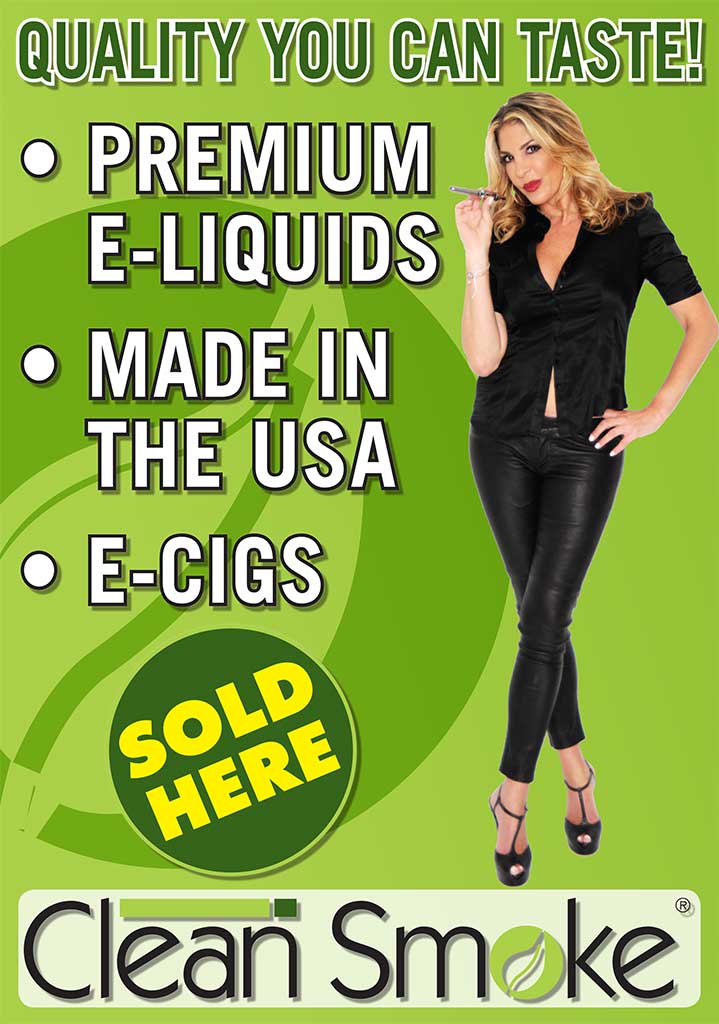 QUALITY YOU CAN TASTE!
• PREMIUM
E-LIQUIDS
• MADE IN
THE USA
• E-CIGS
SOLD
HERE
Clean Smoke®